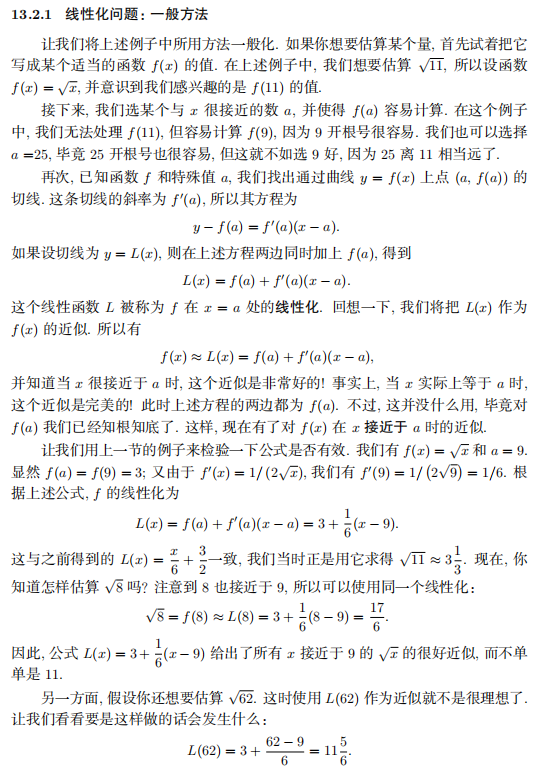 13.2.1 线性化问题: 一般方法
让我们将上述例子中所用方法一般化. 如果你想要估算某个量, 首先试着把它
写成某个适当的函数 f(x) 的值. 在上述例子中, 我们想要估算 √11, 所以设函数
f(x) = √x, 并意识到我们感兴趣的是 f(11) 的值.
接下来, 我们选某个与 x 很接近的数 a, 并使得 f(a) 容易计算. 在这个例子
中, 我们无法处理 f(11), 但容易计算 f(9), 因为 9 开根号很容易. 我们也可以选择
a =25, 毕竟 25 开根号也很容易, 但这就不如选 9 好, 因为 25 离 11 相当远了.
再次, 已知函数 f 和特殊值 a, 我们找出通过曲线 y = f(x) 上点 (a, f(a)) 的
切线. 这条切线的斜率为 f′(a), 所以其方程为
y − f(a) = f′(a)(x − a).
如果设切线为 y = L(x), 则在上述方程两边同时加上 f(a), 得到
L(x) = f(a) + f′(a)(x − a).
这个线性函数 L 被称为 f 在 x = a 处的线性化. 回想一下, 我们将把 L(x) 作为
f(x) 的近似. 所以有
f(x) ≈ L(x) = f(a) + f′(a)(x − a),
并知道当 x 很接近于 a 时, 这个近似是非常好的! 事实上, 当 x 实际上等于 a 时,
这个近似是完美的! 此时上述方程的两边都为 f(a). 不过, 这并没什么用, 毕竟对
f(a) 我们已经知根知底了. 这样, 现在有了对 f(x) 在 x 接近于 a 时的近似.
让我们用上一节的例子来检验一下公式是否有效. 我们有 f(x) = √x 和 a = 9.
显然 f(a) = f(9) = 3; 又由于 f′(x) = 1/(2√x), 我们有 f′(9) = 1/(2√9) = 1/6. 根
据上述公式, f 的线性化为
L(x) = f(a) + f′(a)(x − a) = 3 + 1/6(x − 9).
这与之前得到的 L(x) = x/6 + 3/2 一致, 我们当时正是用它求得 √11 ≈ 3 1/3. 现在, 你
知道怎样估算 √8 吗? 注意到 8 也接近于 9, 所以可以使用同一个线性化:
√8 = f(8) ≈ L(8) = 3 + 1/6(8 − 9) = 17/6.
因此, 公式 L(x) = 3 + 1/6(x − 9) 给出了所有 x 接近于 9 的 √x 的很好近似, 而不单
单是 11.
另一方面, 假设你还想要估算 √62. 这时使用 L(62) 作为近似就不是很理想了.
让我们看看要是这样做的话会发生什么:
L(62) = 3 + (62 − 9)/6 = 11 5/6.